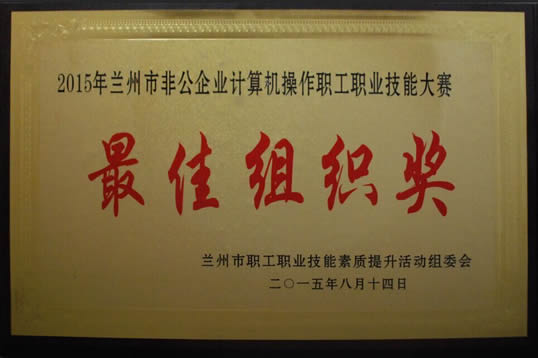 2015年兰州市非公企业计算机操作职工职业技能大赛
最佳组织奖
兰州市职工职业技能素质提升活动组委会
二〇一五年八月十四日